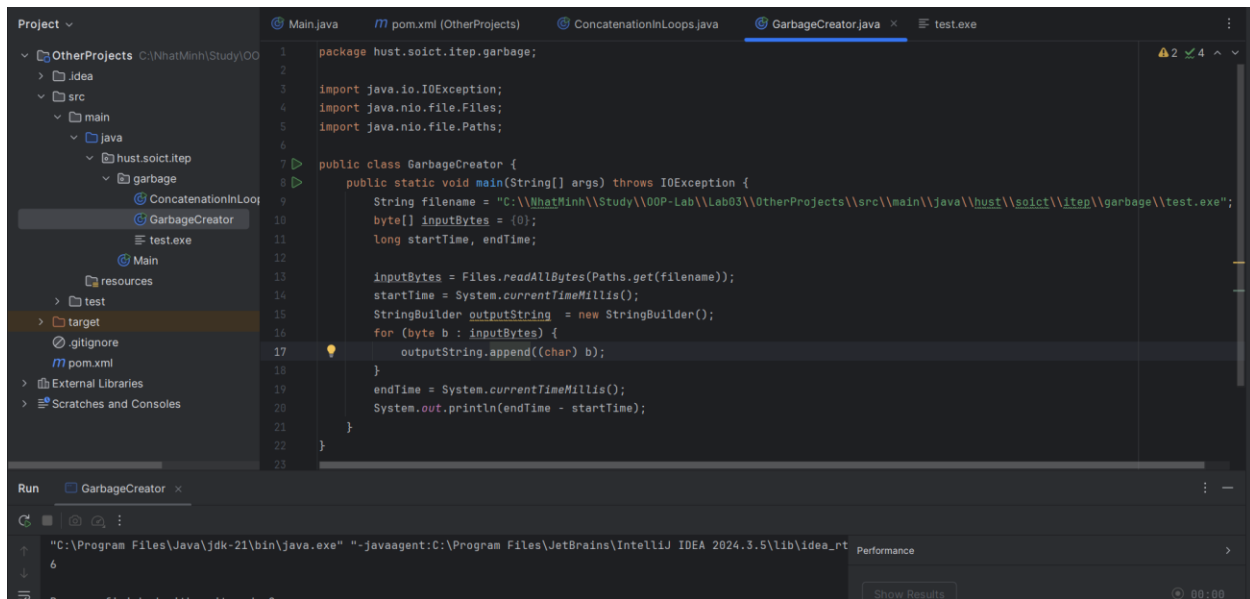 Project
Main.java
pom.xml (OtherProjects)
ConcatenationInLoops.java
GarbageCreator.java
test.exe
OtherProjects C:\NhatMinh\Study\OO
.idea
src
main
java
hust.soict.itep
garbage
ConcatenationInLoop
GarbageCreator
test.exe
Main
resources
test
target
.gitignore
pom.xml
External Libraries
Scratches and Consoles
2 4
1 package hust.soict.itep.garbage;
2
3 import java.io.IOException;
4 import java.nio.file.Files;
5 import java.nio.file.Paths;
6
7 public class GarbageCreator {
8 public static void main(String[] args) throws IOException {
9 String filename = "C:\\NhatMinh\\Study\\OOP-Lab\\Lab03\\OtherProjects\\src\\main\\java\\hust\\soict\\itep\\garbage\\test.exe";
10 byte[] inputBytes = {0};
11 long startTime, endTime;
12
13 inputBytes = Files.readAllBytes(Paths.get(filename));
14 startTime = System.currentTimeMillis();
15 StringBuilder outputString = new StringBuilder();
16 for (byte b : inputBytes) {
17 outputString.append((char) b);
18 }
19 endTime = System.currentTimeMillis();
20 System.out.println(endTime - startTime);
21 }
22 }
23
Run GarbageCreator
"C:\Program Files\Java\jdk-21\bin\java.exe" "-javaagent:C:\Program Files\JetBrains\IntelliJ IDEA 2024.3.5\lib\idea_rt
6
Performance
Show Results
00:00